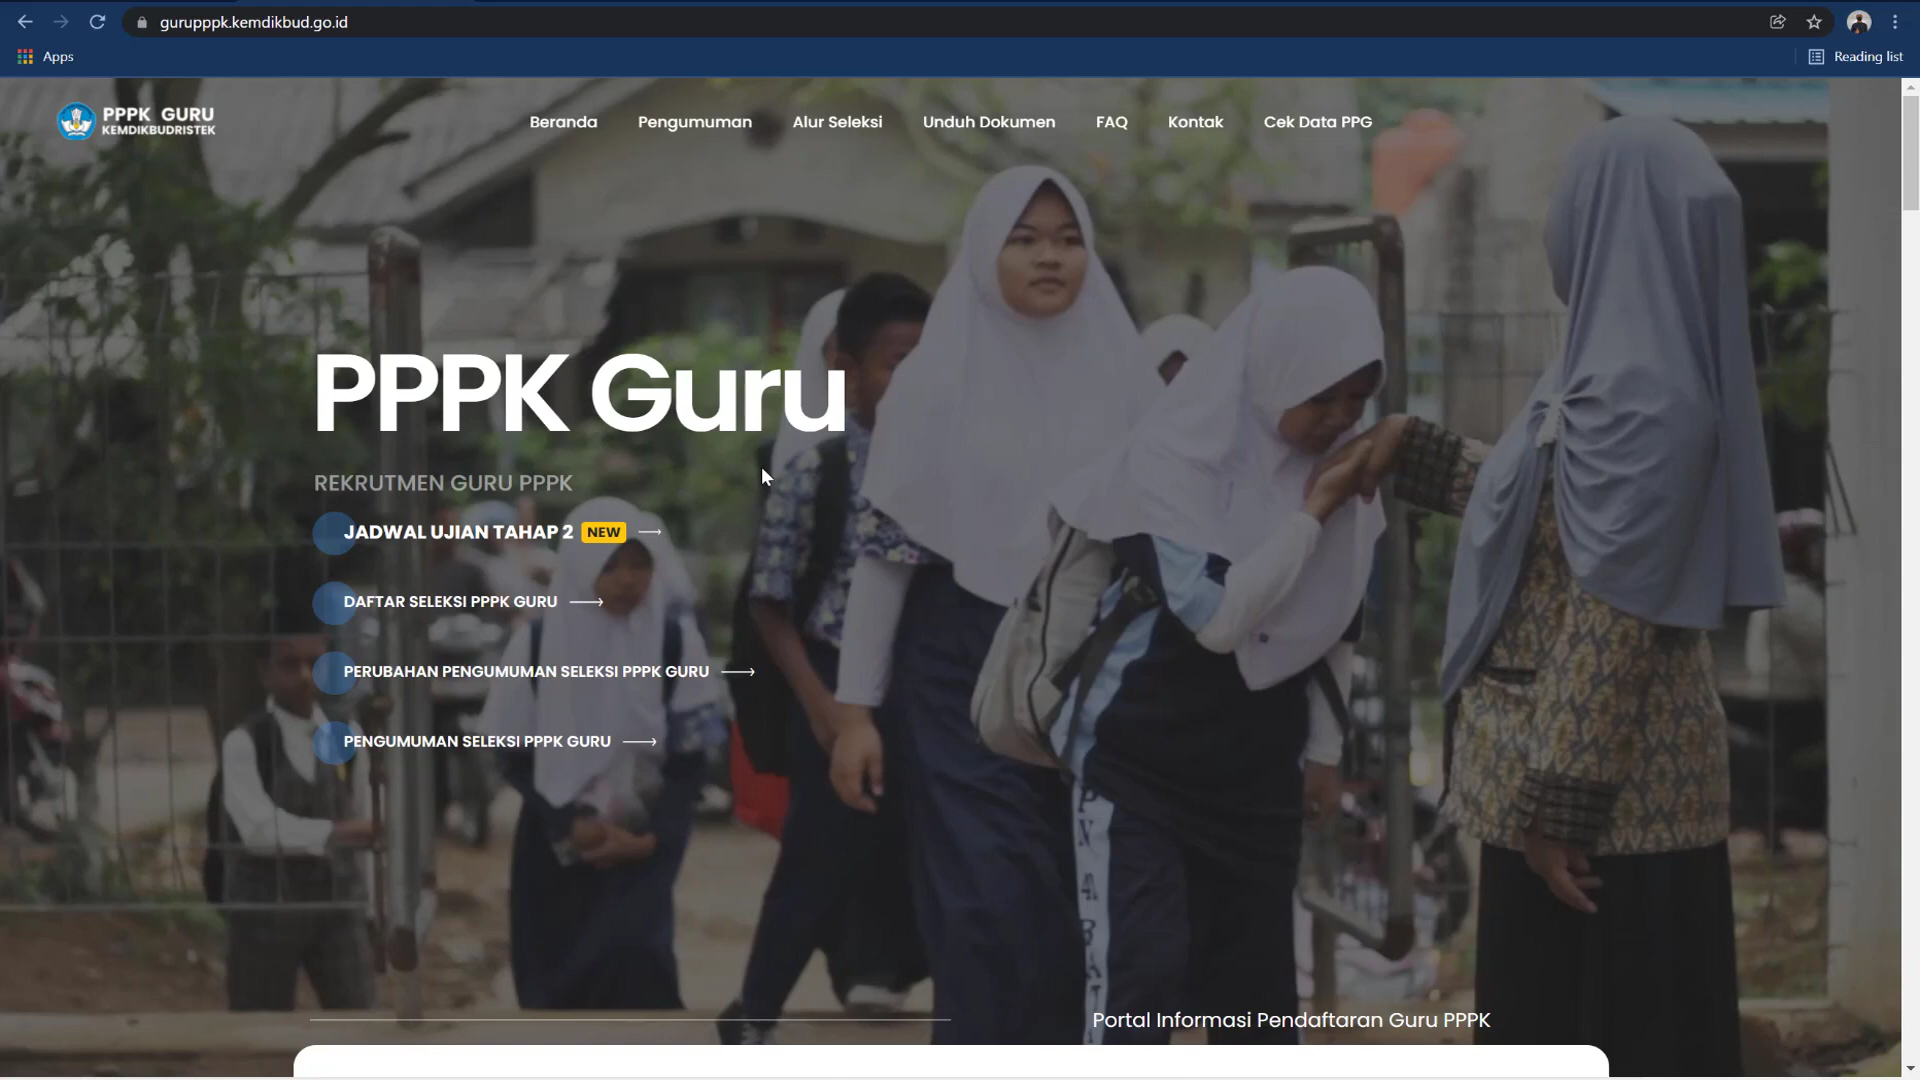 gurupppk.kemdikbud.go.id
Apps
Reading list
PPPK GURU
KEMDIKBUDRISTEK
Beranda
Pengumuman
Alur Seleksi
Unduh Dokumen
FAQ
Kontak
Cek Data PPG
PPPK Guru
REKRUTMEN GURU PPPK
JADWAL UJIAN TAHAP 2 NEW
DAFTAR SELEKSI PPPK GURU
PERUBAHAN PENGUMUMAN SELEKSI PPPK GURU
PENGUMUMAN SELEKSI PPPK GURU
Portal Informasi Pendaftaran Guru PPPK